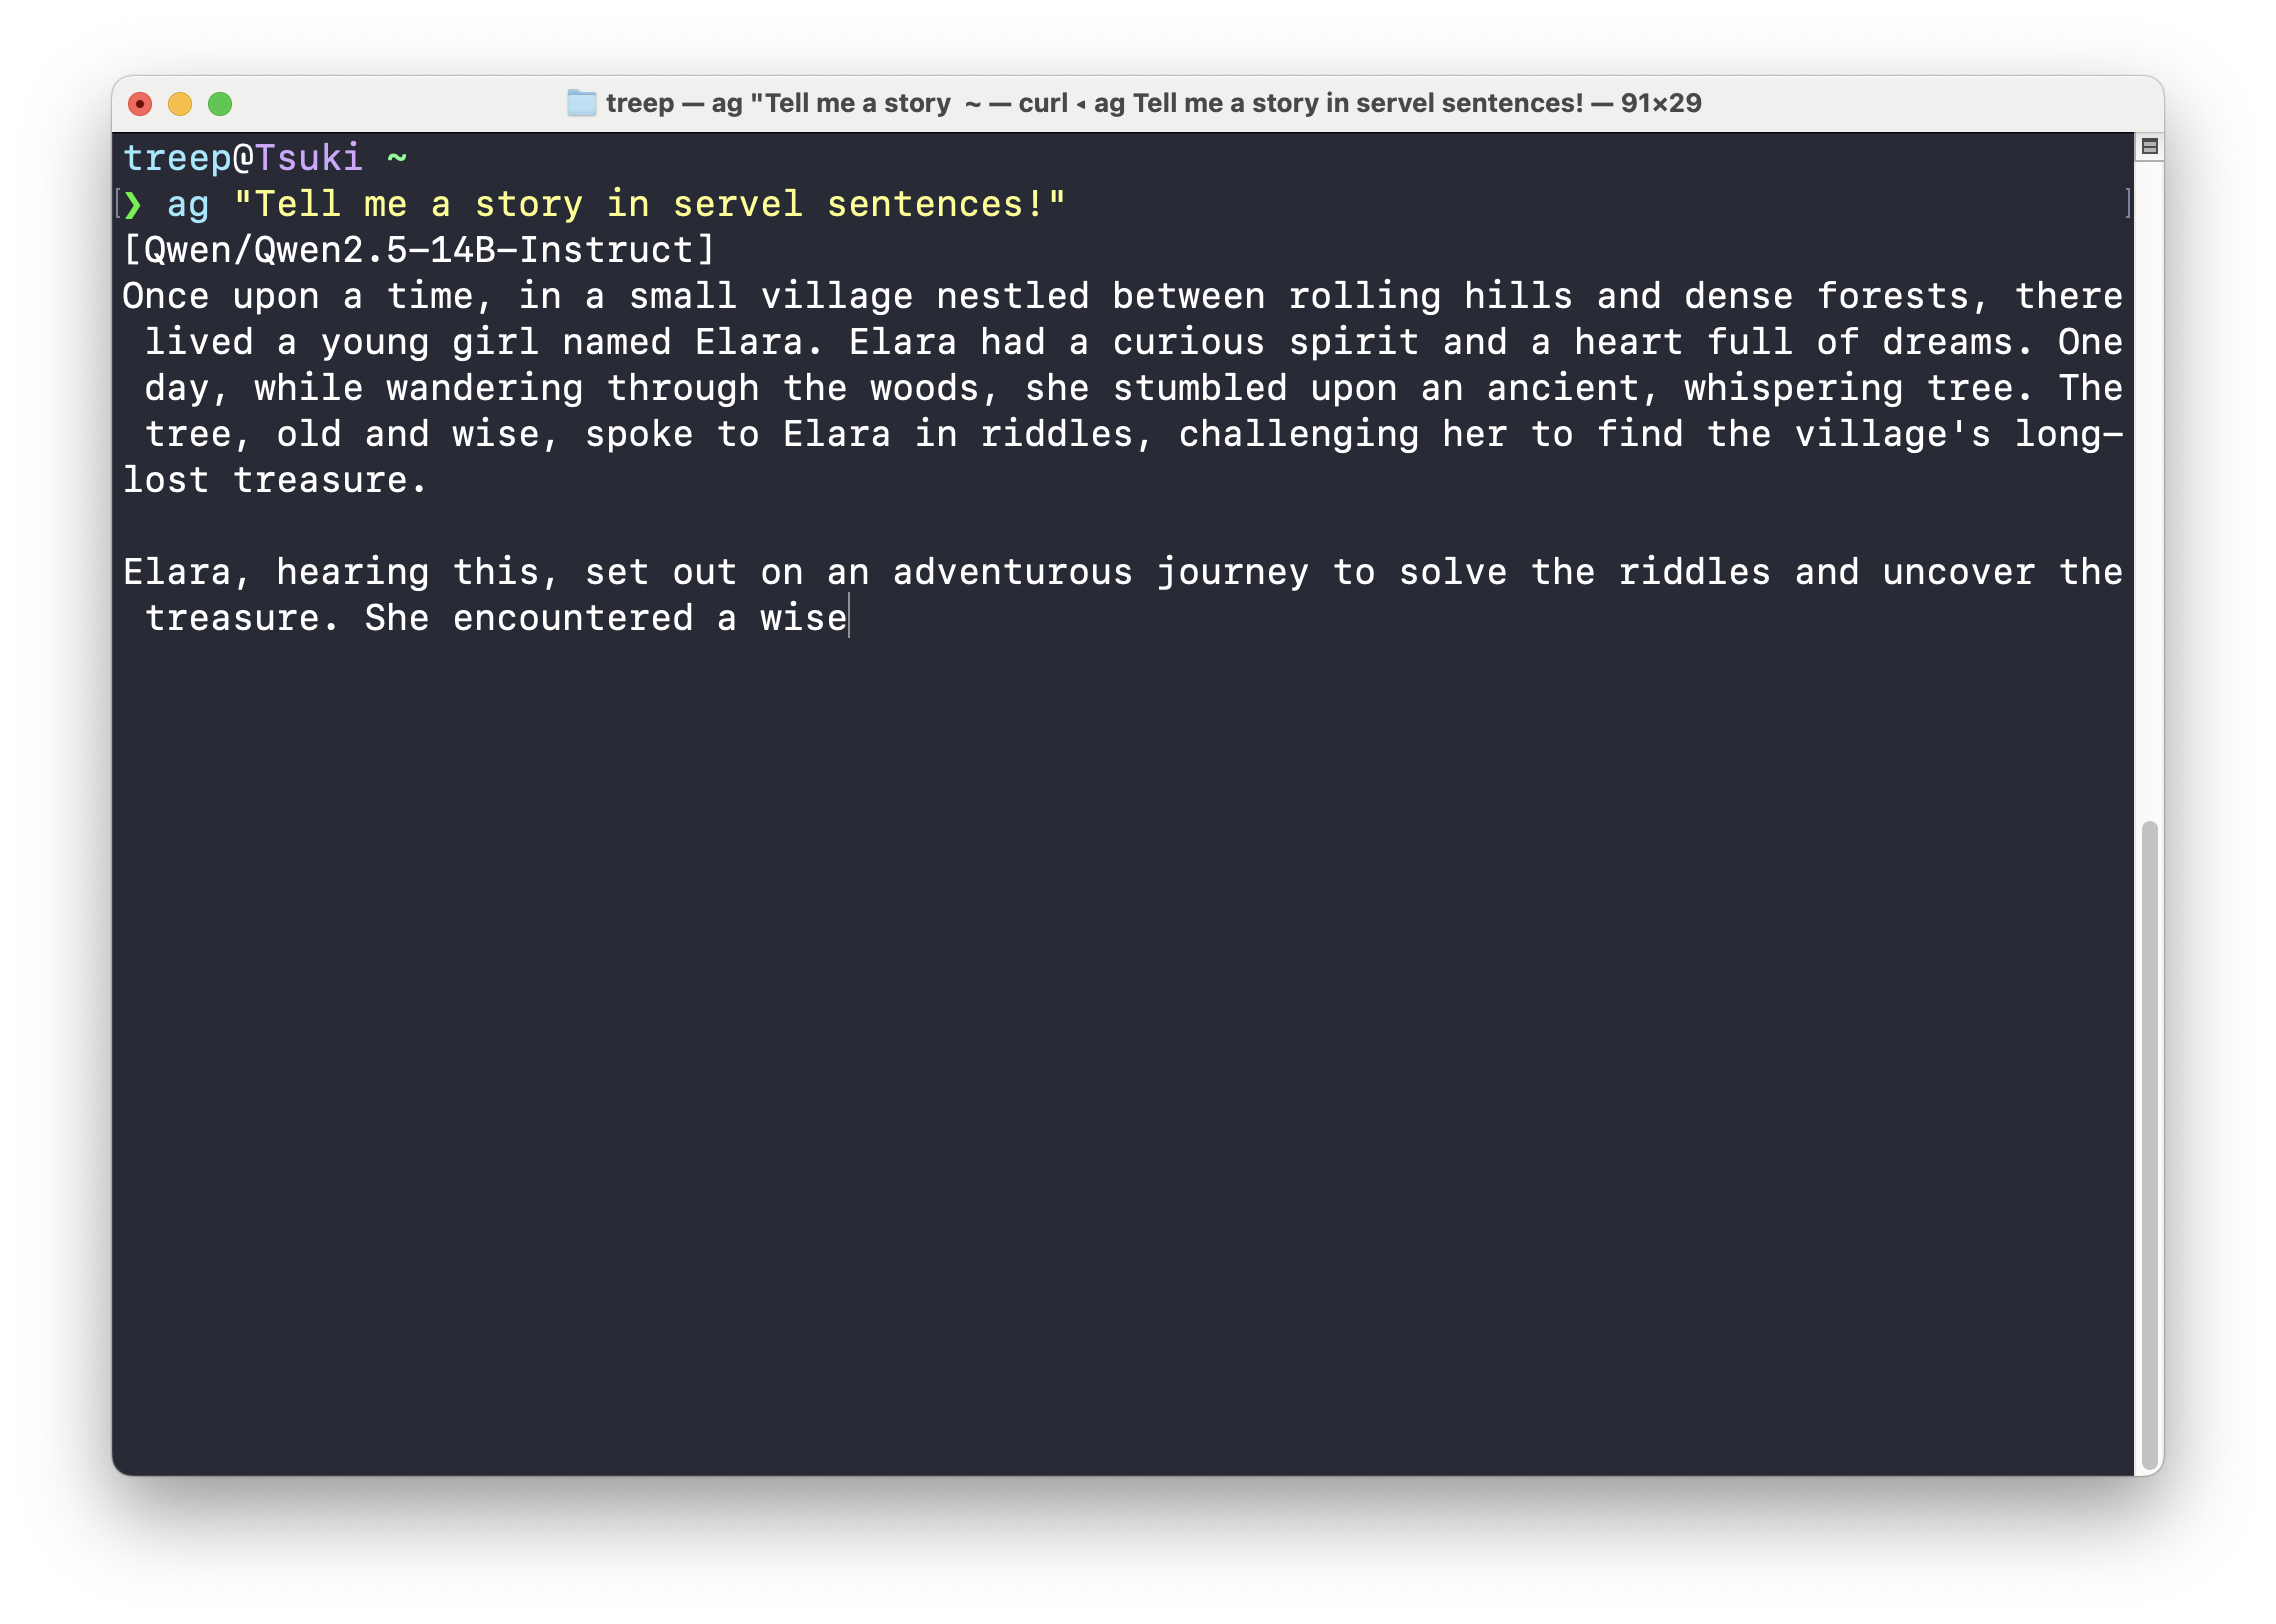 treep — ag "Tell me a story  ~ — curl ◂ ag Tell me a story in servel sentences! — 91×29
treep@Tsuki ~
[❯ ag "Tell me a story in servel sentences!" ]
[Qwen/Qwen2.5-14B-Instruct]
Once upon a time, in a small village nestled between rolling hills and dense forests, there
 lived a young girl named Elara. Elara had a curious spirit and a heart full of dreams. One
 day, while wandering through the woods, she stumbled upon an ancient, whispering tree. The
 tree, old and wise, spoke to Elara in riddles, challenging her to find the village's long-
lost treasure.

Elara, hearing this, set out on an adventurous journey to solve the riddles and uncover the
 treasure. She encountered a wise